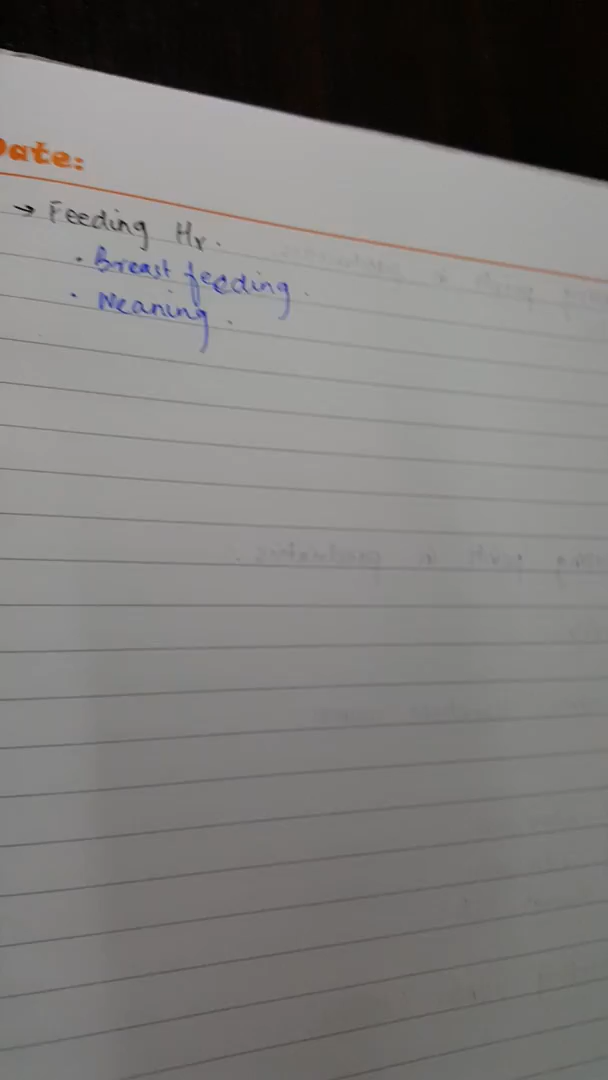 Date:
→ Feeding Hx.
• Breast feeding.
• Weaning.